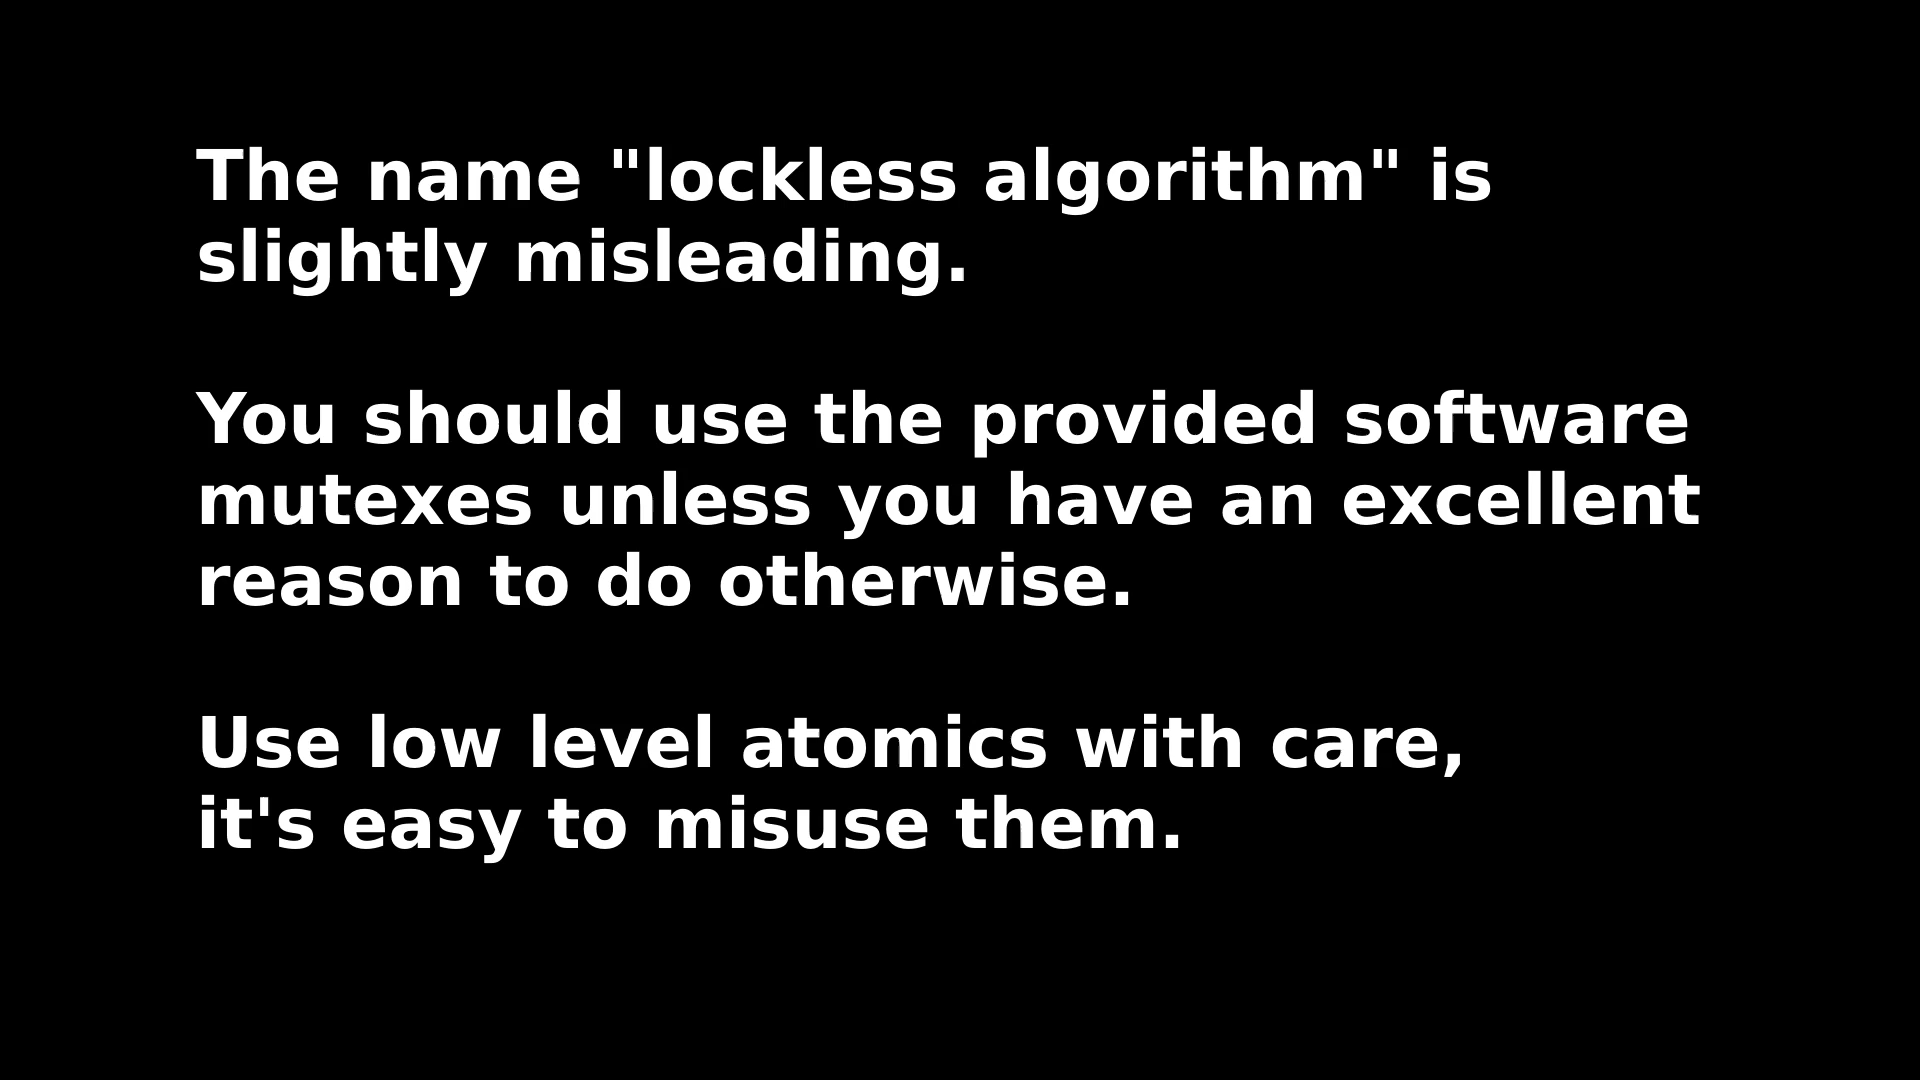 The name "lockless algorithm" is
slightly misleading.
You should use the provided software
mutexes unless you have an excellent
reason to do otherwise.
Use low level atomics with care,
it's easy to misuse them.